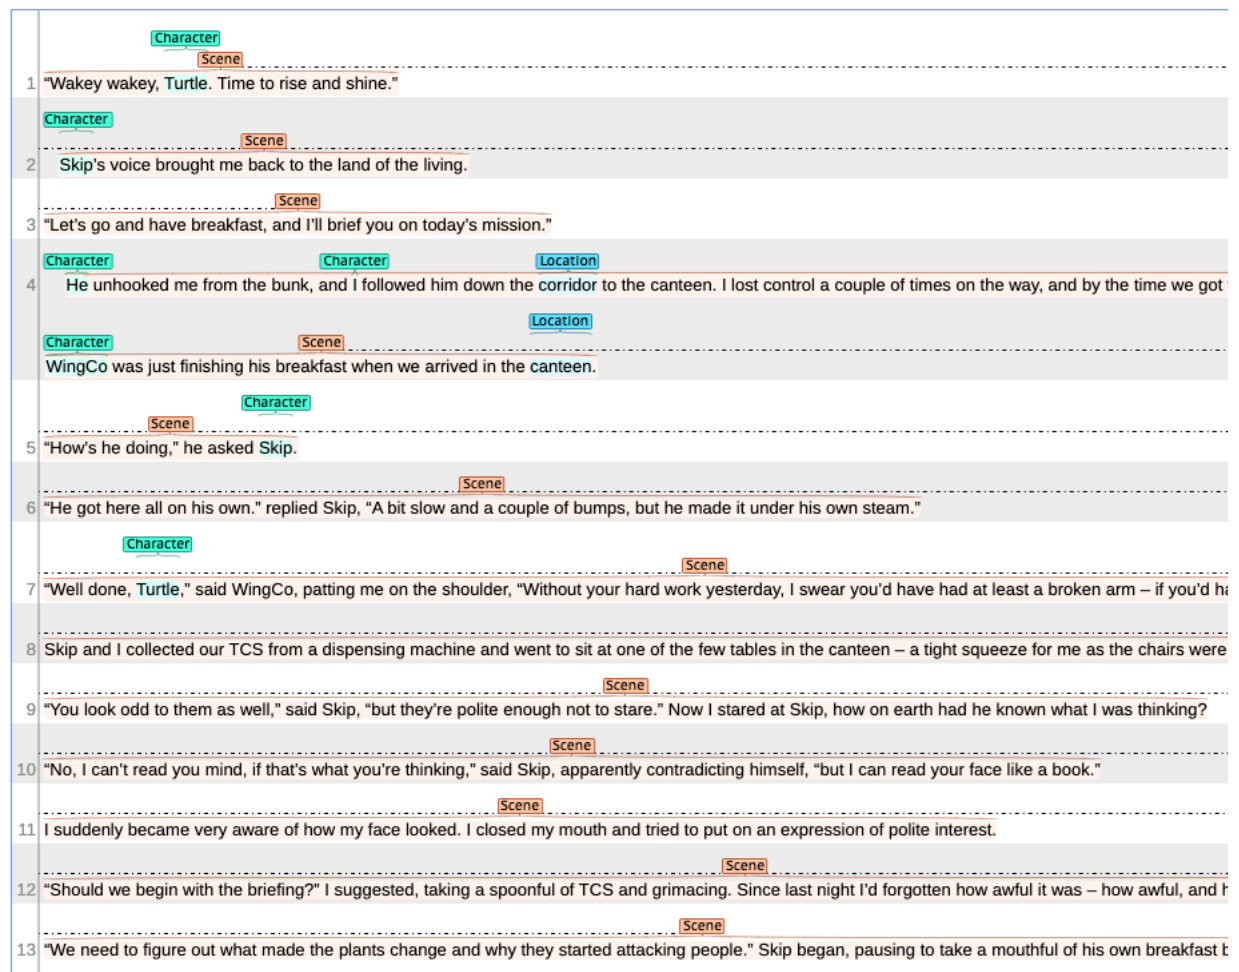 Character
Scene
1 “Wakey wakey, Turtle. Time to rise and shine.”
Character
Scene
2 Skip’s voice brought me back to the land of the living.
Scene
3 “Let’s go and have breakfast, and I’ll brief you on today’s mission.”
Character Character Location
4 He unhooked me from the bunk, and I followed him down the corridor to the canteen. I lost control a couple of times on the way, and by the time we got
Location
Character Scene
WingCo was just finishing his breakfast when we arrived in the canteen.
Character
Scene
5 “How’s he doing,” he asked Skip.
Scene
6 “He got here all on his own.” replied Skip, “A bit slow and a couple of bumps, but he made it under his own steam.”
Character
Scene
7 “Well done, Turtle,” said WingCo, patting me on the shoulder, “Without your hard work yesterday, I swear you’d have had at least a broken arm – if you’d ha
8 Skip and I collected our TCS from a dispensing machine and went to sit at one of the few tables in the canteen – a tight squeeze for me as the chairs were
Scene
9 “You look odd to them as well,” said Skip, “but they’re polite enough not to stare.” Now I stared at Skip, how on earth had he known what I was thinking?
Scene
10 “No, I can’t read you mind, if that’s what you’re thinking,” said Skip, apparently contradicting himself, “but I can read your face like a book.”
Scene
11 I suddenly became very aware of how my face looked. I closed my mouth and tried to put on an expression of polite interest.
Scene
12 “Should we begin with the briefing?” I suggested, taking a spoonful of TCS and grimacing. Since last night I’d forgotten how awful it was – how awful, and h
Scene
13 “We need to figure out what made the plants change and why they started attacking people.” Skip began, pausing to take a mouthful of his own breakfast b